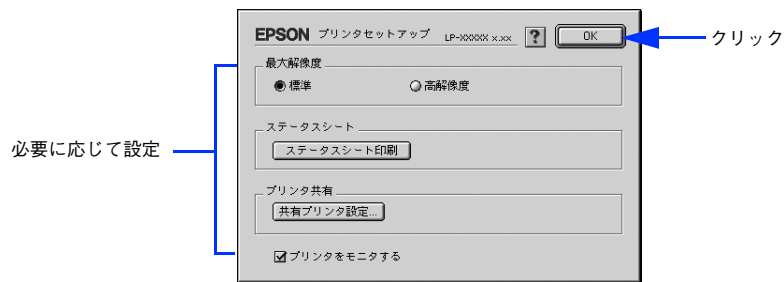 EPSON プリンタセットアップ LP-XXXXX x.xx ? OK
クリック
最大解像度
標準 高解像度
ステータスシート
ステータスシート印刷
必要に応じて設定
プリンタ共有
共有プリンタ設定...
プリンタをモニタする